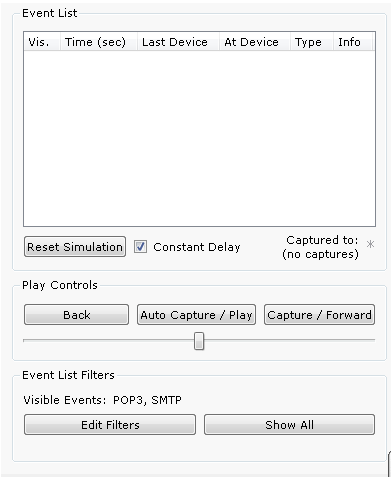 Event List
Vis. Time (sec) Last Device At Device Type Info
Reset Simulation Constant Delay Captured to: *
(no captures)
Play Controls
Back Auto Capture / Play Capture / Forward
Event List Filters
Visible Events: POP3, SMTP
Edit Filters Show All